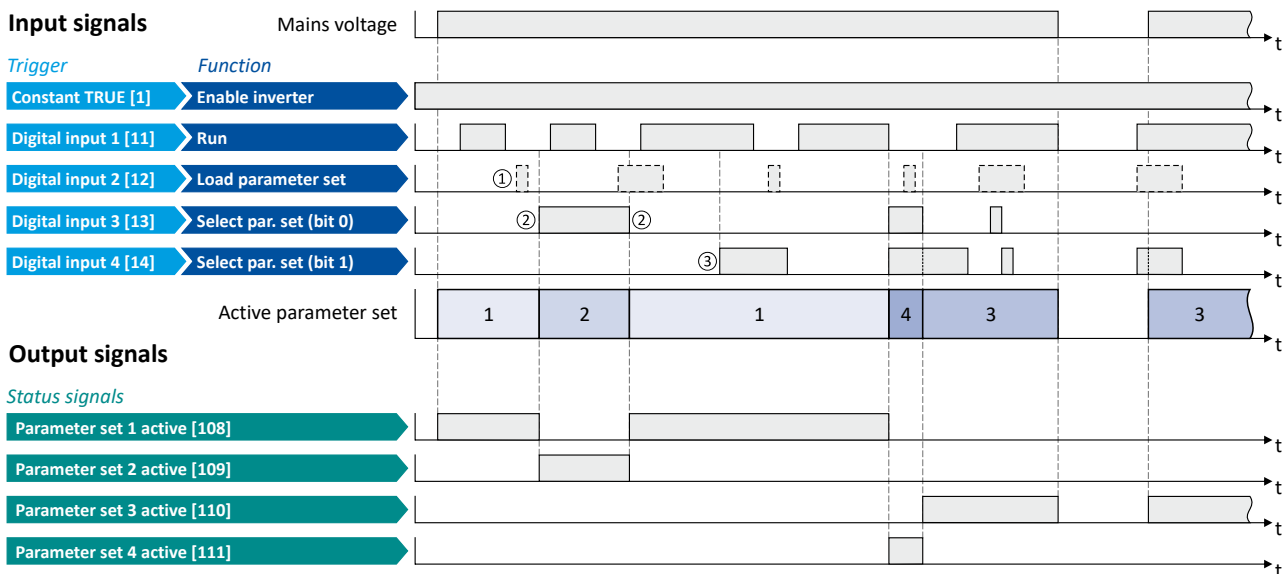 Input signals Mains voltage t
Trigger Function
Constant TRUE [1] Enable inverter t
Digital input 1 [11] Run t
Digital input 2 [12] Load parameter set ① t
Digital input 3 [13] Select par. set (bit 0) ② ② t
Digital input 4 [14] Select par. set (bit 1) ③ t
Active parameter set 1 2 1 4 3 3 t
Output signals
Status signals
Parameter set 1 active [108] t
Parameter set 2 active [109] t
Parameter set 3 active [110] t
Parameter set 4 active [111] t